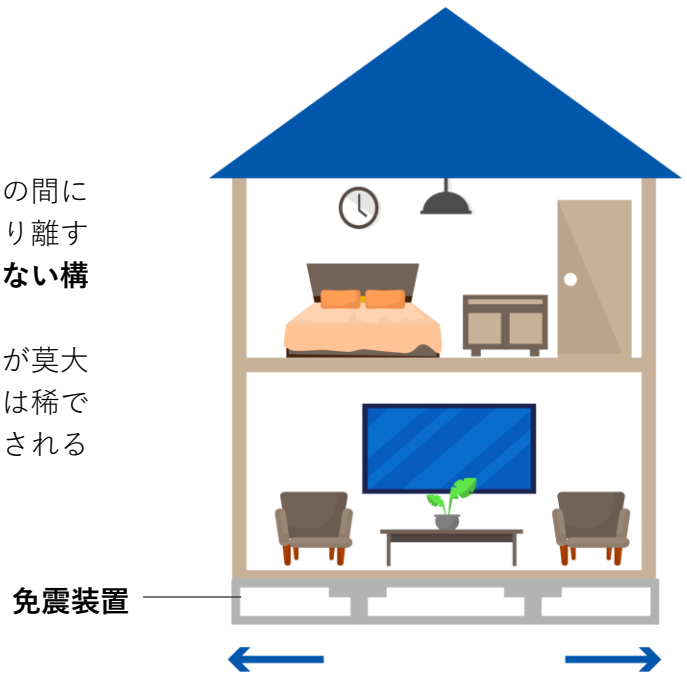 の間に
り離す
ない構
が莫大
は稀で
される
免震装置